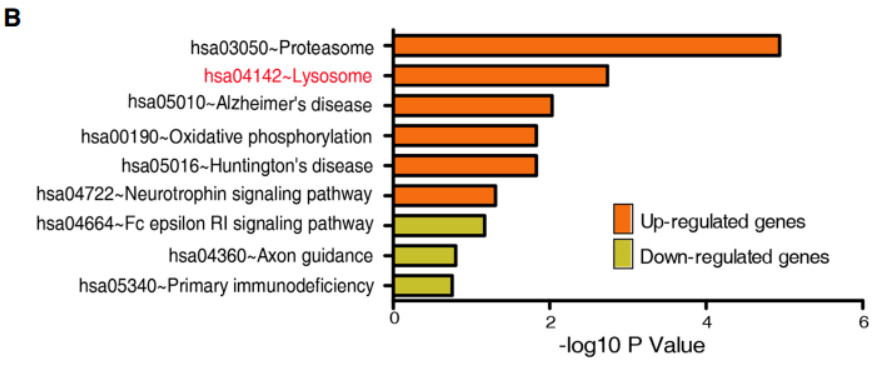 B
hsa03050~Proteasome
hsa04142~Lysosome
hsa05010~Alzheimer's disease
hsa00190~Oxidative phosphorylation
hsa05016~Huntington's disease
hsa04722~Neurotrophin signaling pathway
hsa04664~Fc epsilon RI signaling pathway
hsa04360~Axon guidance
hsa05340~Primary immunodeficiency
Up-regulated genes
Down-regulated genes
0 2 4 6
-log10 P Value